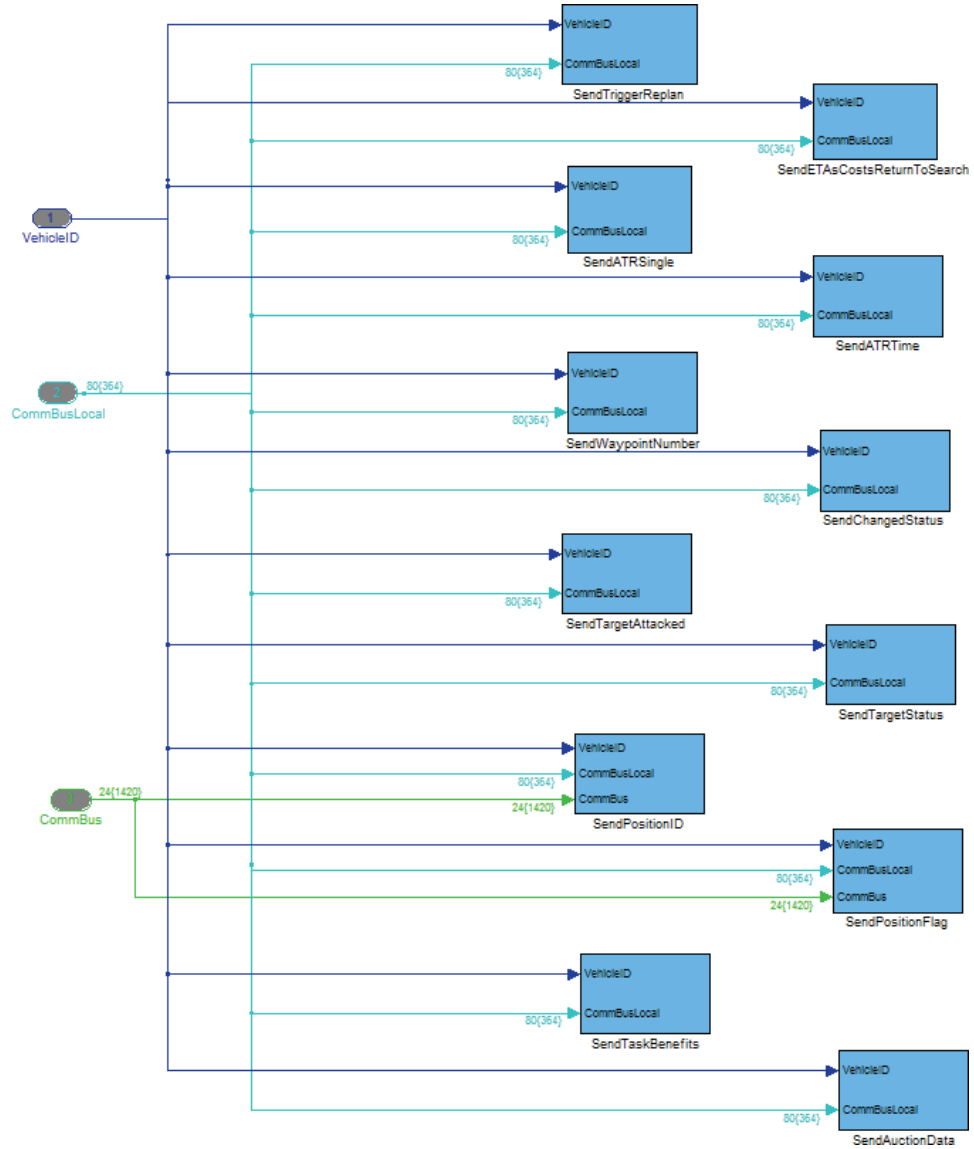 VehicleID
80{364}
CommBusLocal
SendTriggerReplan
VehicleID
80{364}
CommBusLocal
SendETAsCostsReturnToSearch
VehicleID
80{364}
CommBusLocal
SendATRSingle
1
VehicleID
VehicleID
80{364}
CommBusLocal
SendATRTime
VehicleID
80{364}
CommBusLocal
SendWaypointNumber
2
80{364}
CommBusLocal
VehicleID
80{364}
CommBusLocal
SendChangedStatus
VehicleID
80{364}
CommBusLocal
SendTargetAttacked
VehicleID
80{364}
CommBusLocal
SendTargetStatus
VehicleID
80{364}
CommBusLocal
24{1420}
CommBus
SendPositionID
24{1420}
CommBus
VehicleID
80{364}
CommBusLocal
24{1420}
CommBus
SendPositionFlag
VehicleID
80{364}
CommBusLocal
SendTaskBenefits
VehicleID
80{364}
CommBusLocal
SendAuctionData